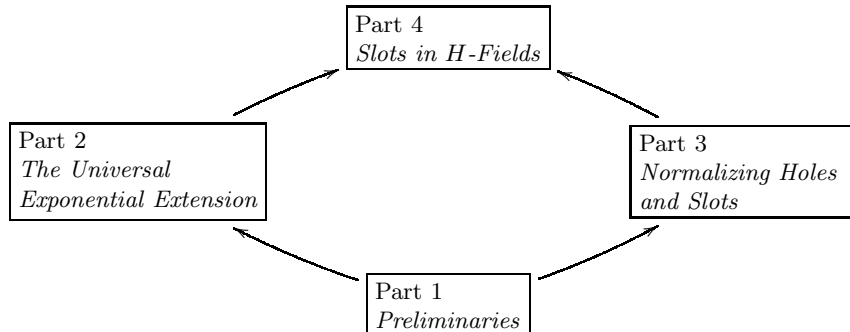 Part 4
Slots in H-Fields
Part 2
The Universal
Exponential Extension
Part 3
Normalizing Holes
and Slots
Part 1
Preliminaries